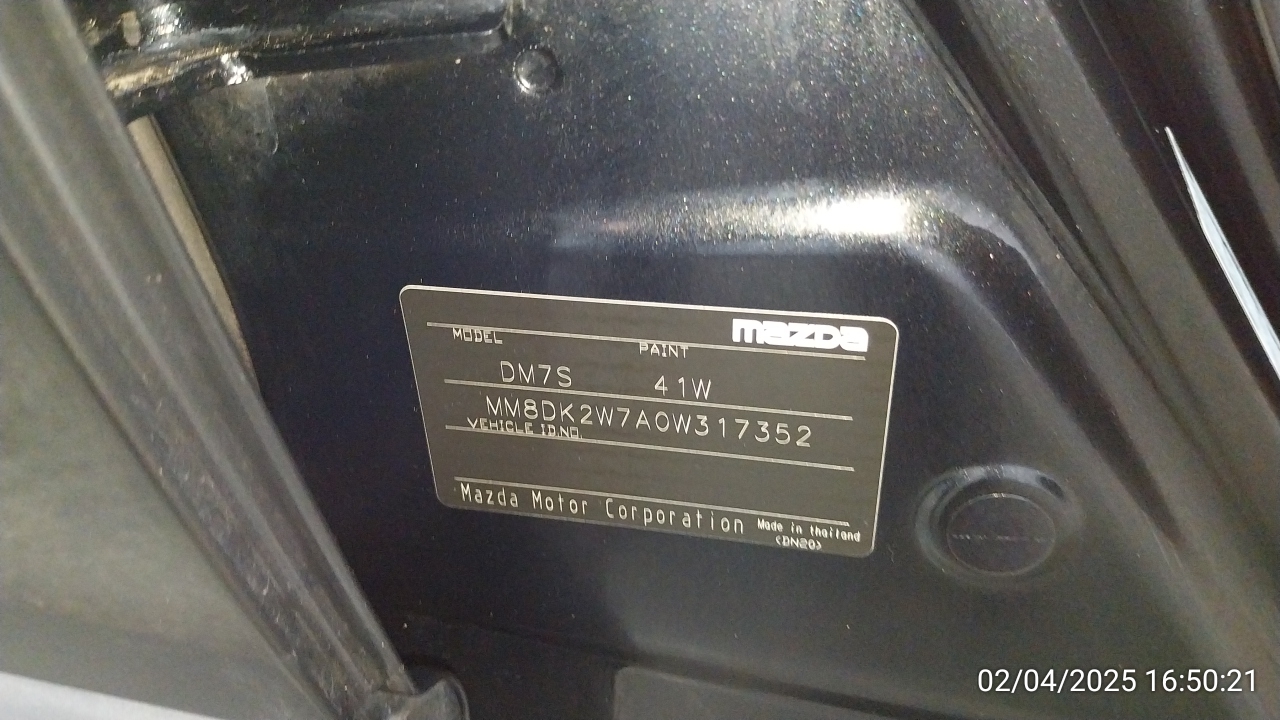 mazda
MODEL PAINT
DM7S 41W
MM8DK2W7A0W317352
VEHICLE ID.NO.
Mazda Motor Corporation Made in thailand
<DN20>
02/04/2025 16:50:21